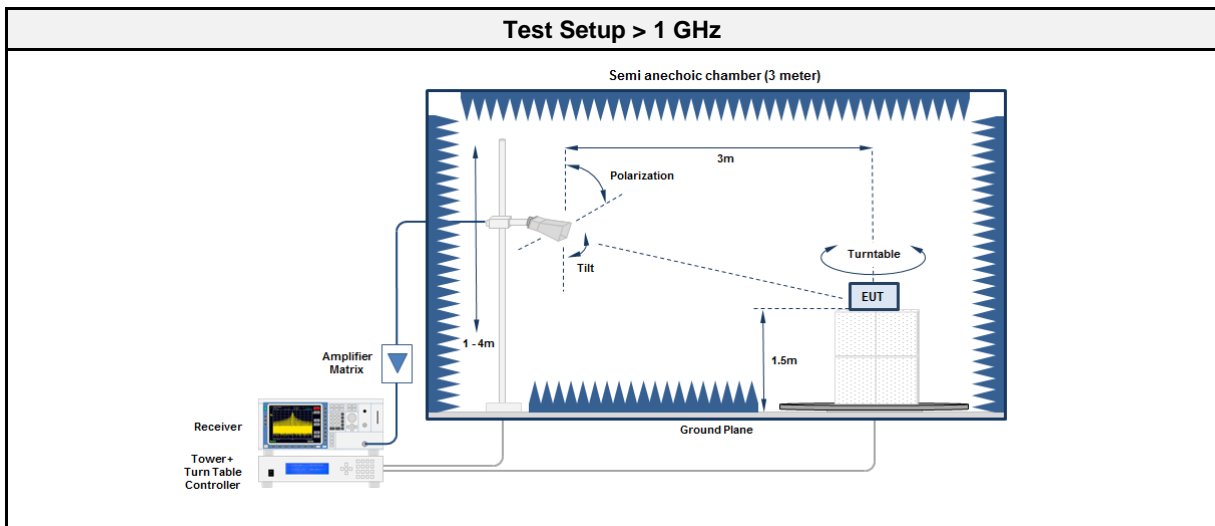 Test Setup > 1 GHz
Semi anechoic chamber (3 meter)
3m
Polarization
Tilt
Turntable
EUT
1 - 4m
1.5m
Amplifier
Matrix
Receiver
Ground Plane
Tower+
Turn Table
Controller